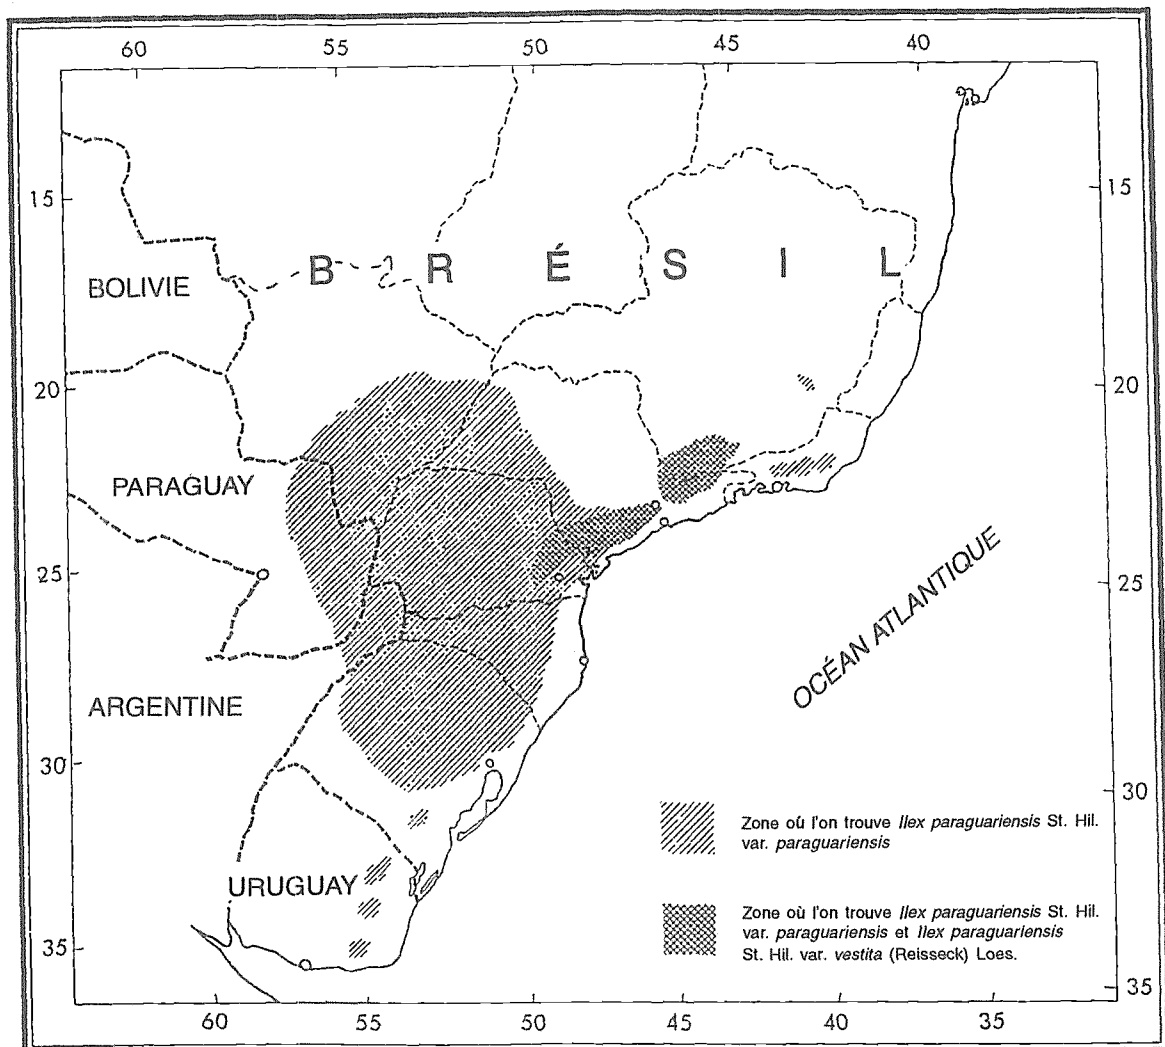 60 55 50 45 40
15 15
B R É S I L
BOLIVIE
20 20
PARAGUAY
25 25
OCÉAN ATLANTIQUE
ARGENTINE
30 30
Zone où l'on trouve Ilex paraguariensis St. Hil.
var. paraguariensis
URUGUAY
Zone où l'on trouve Ilex paraguariensis St. Hil.
var. paraguariensis et Ilex paraguariensis
St. Hil. var. vestita (Reisseck) Loes.
35 35
60 55 50 45 40 35